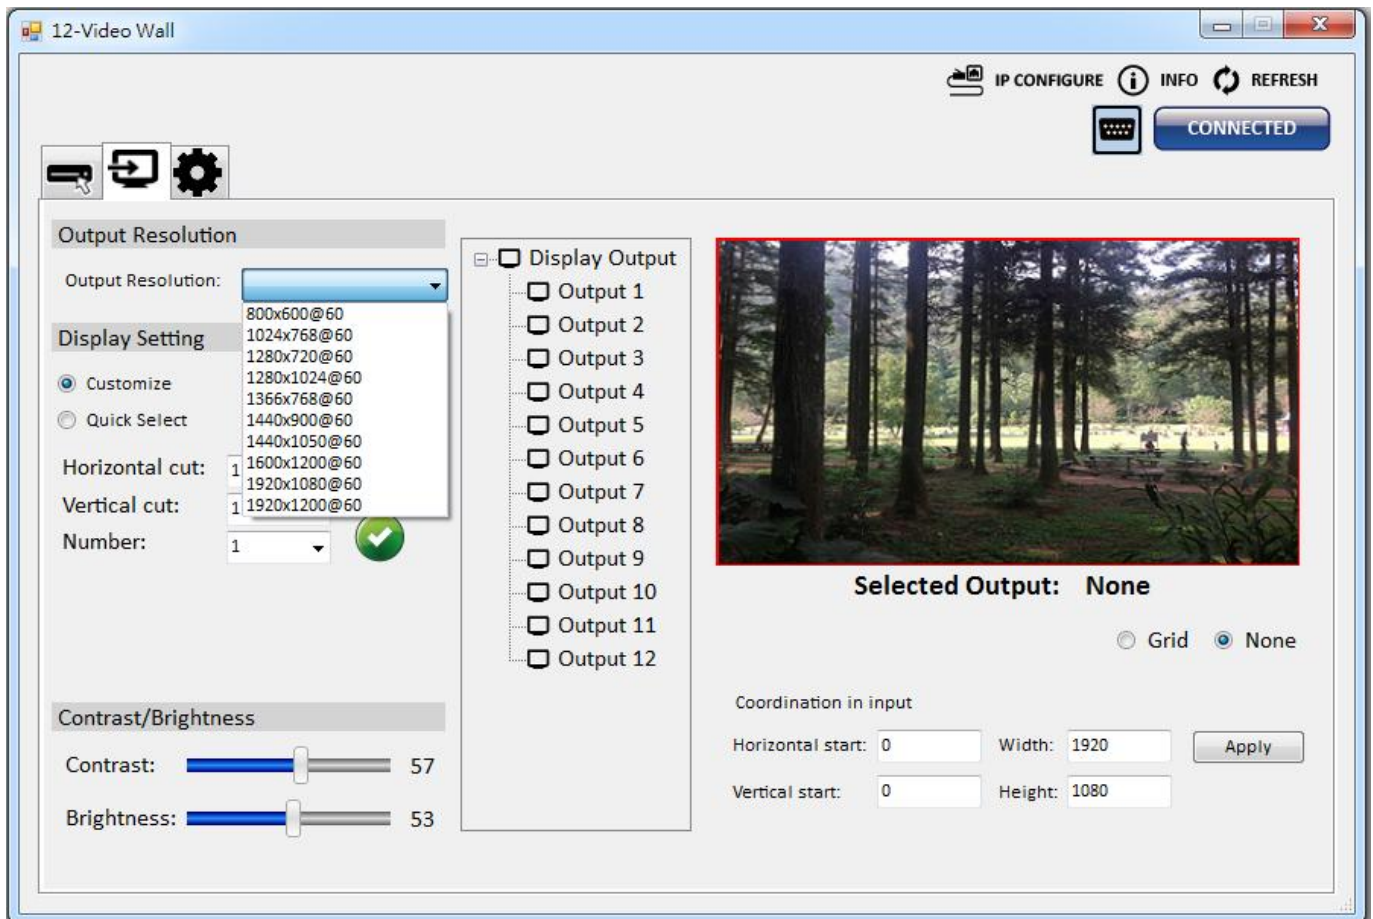 12-Video Wall
IP CONFIGURE
INFO
REFRESH
CONNECTED
Output Resolution
Output Resolution:
800x600@60
1024x768@60
1280x720@60
1280x1024@60
1366x768@60
1440x900@60
1440x1050@60
1600x1200@60
1920x1080@60
1920x1200@60
Display Setting
Customize
Quick Select
Horizontal cut: 1
Vertical cut: 1
Number: 1
Contrast/Brightness
Contrast: 57
Brightness: 53
Display Output
Output 1
Output 2
Output 3
Output 4
Output 5
Output 6
Output 7
Output 8
Output 9
Output 10
Output 11
Output 12
Selected Output: None
Grid None
Coordination in input
Horizontal start: 0 Width: 1920 Apply
Vertical start: 0 Height: 1080